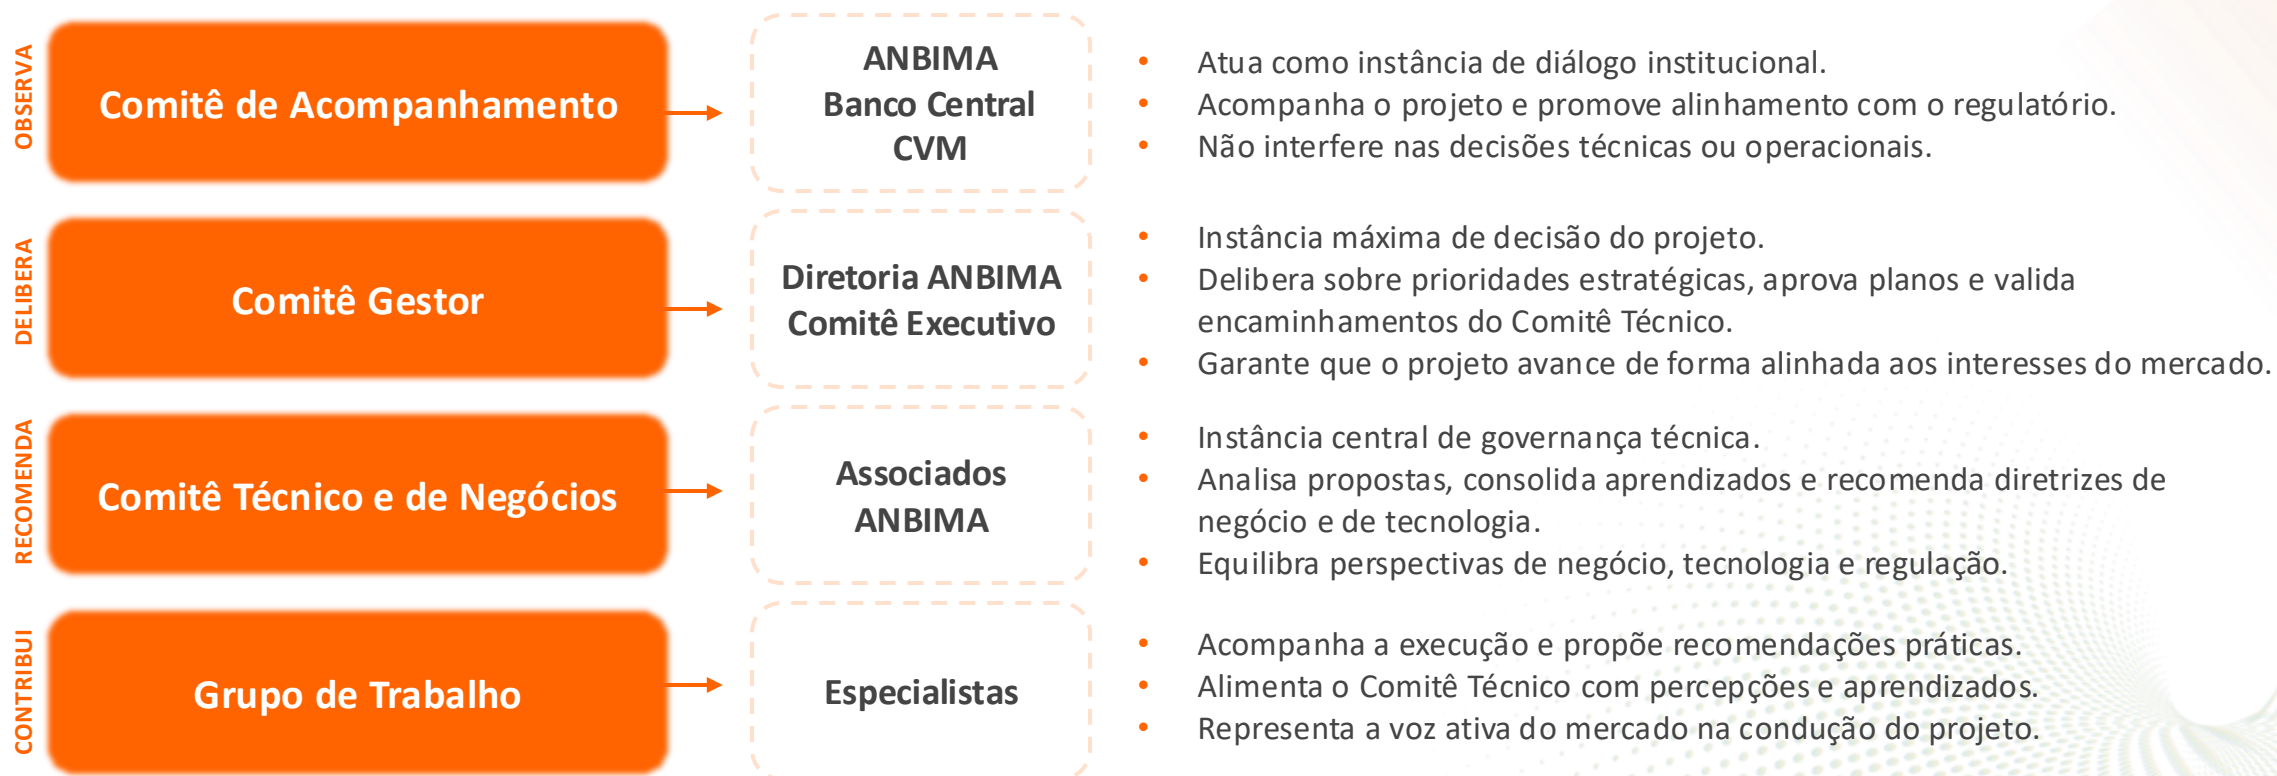 OBSERVA
Comitê de Acompanhamento
ANBIMA
Banco Central
CVM
• Atua como instância de diálogo institucional.
• Acompanha o projeto e promove alinhamento com o regulatório.
• Não interfere nas decisões técnicas ou operacionais.
DELIBERA
Comitê Gestor
Diretoria ANBIMA
Comitê Executivo
• Instância máxima de decisão do projeto.
• Delibera sobre prioridades estratégicas, aprova planos e valida
encaminhamentos do Comitê Técnico.
• Garante que o projeto avance de forma alinhada aos interesses do mercado.
RECOMENDA
Comitê Técnico e de Negócios
Associados
ANBIMA
• Instância central de governança técnica.
• Analisa propostas, consolida aprendizados e recomenda diretrizes de
negócio e de tecnologia.
• Equilibra perspectivas de negócio, tecnologia e regulação.
CONTRIBUI
Grupo de Trabalho
Especialistas
• Acompanha a execução e propõe recomendações práticas.
• Alimenta o Comitê Técnico com percepções e aprendizados.
• Representa a voz ativa do mercado na condução do projeto.